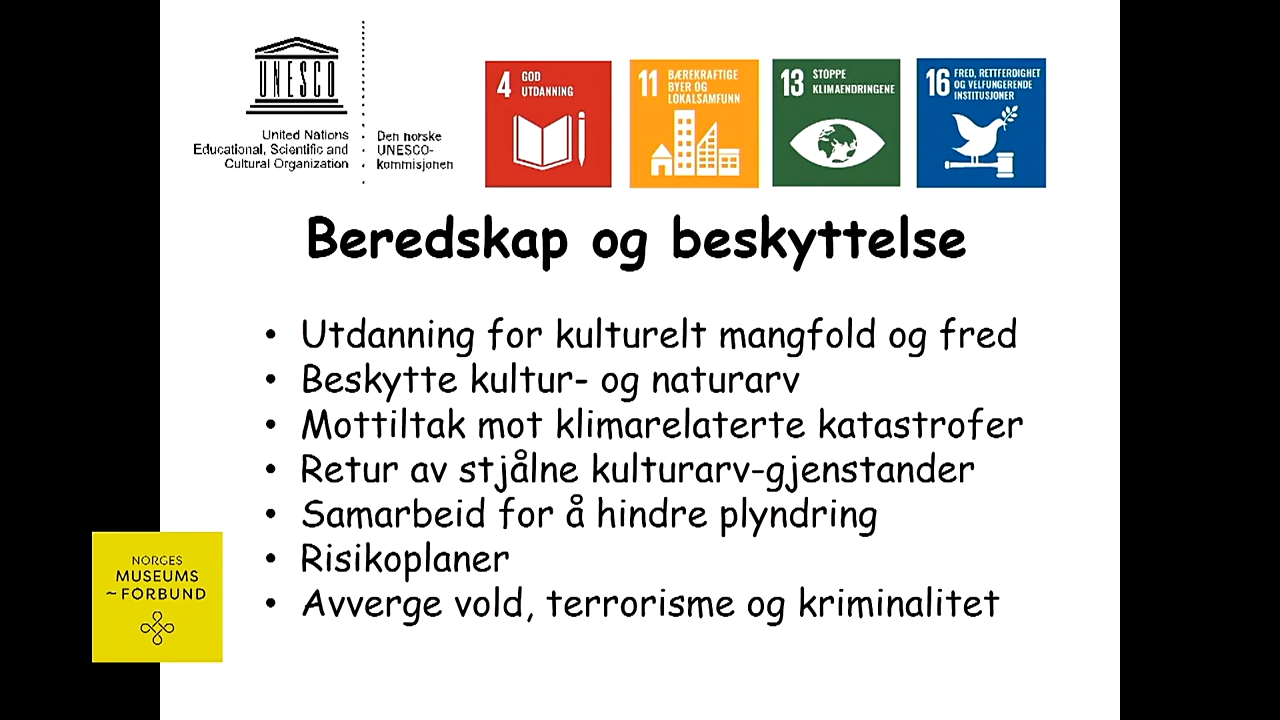 UNESCO
United Nations
Educational, Scientific and
Cultural Organization
Den norske
UNESCO-
kommisjonen
4 GOD
UTDANNING
11 BÆREKRAFTIGE
BYER OG
LOKALSAMFUNN
13 STOPPE
KLIMAENDRINGENE
16 FRED, RETTFERDIGHET
OG VELFUNGERENDE
INSTITUSJONER
Beredskap og beskyttelse
• Utdanning for kulturelt mangfold og fred
• Beskytte kultur- og naturarv
• Mottiltak mot klimarelaterte katastrofer
• Retur av stjålne kulturarv-gjenstander
• Samarbeid for å hindre plyndring
• Risikoplaner
• Avverge vold, terrorisme og kriminalitet
NORGES
MUSEUMS
~FORBUND